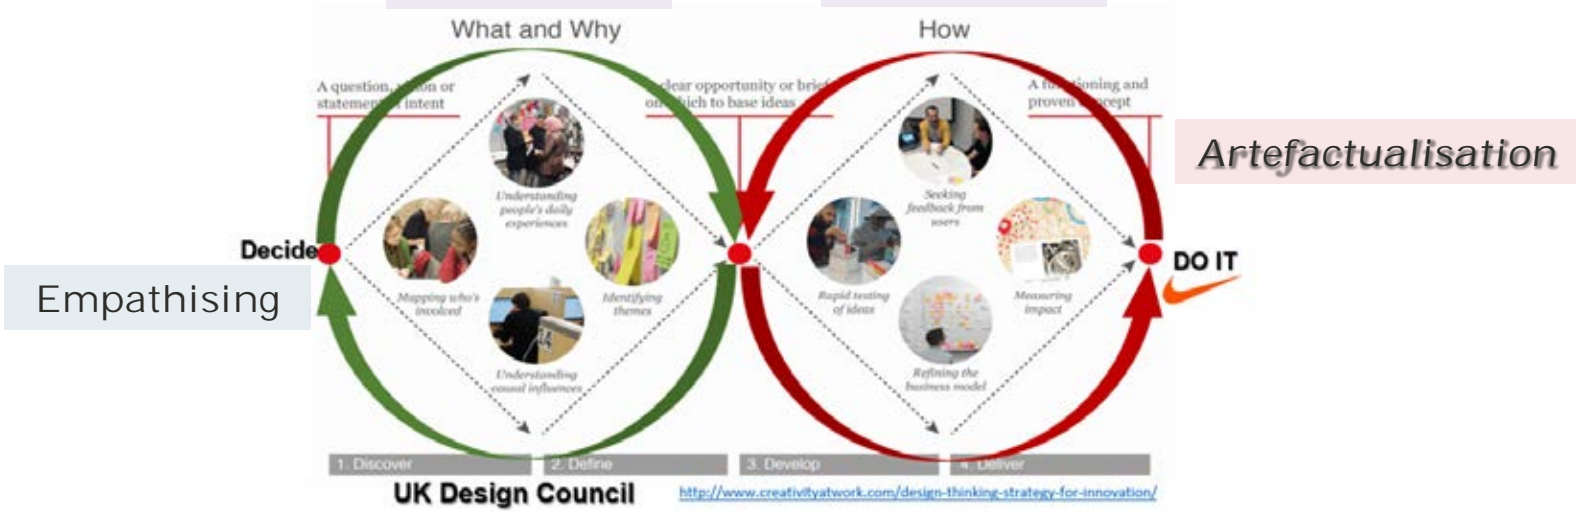 What and Why
How
A question, vision or
statement of intent
clear opportunity or brief
on which to base ideas
A functioning and
proven concept
Artefactualisation
Understanding
people's daily
experiences
Seeking
feedback from
users
Decide
DO IT
Empathising
Mapping who's
involved
Identifying
themes
Rapid testing
of ideas
Measuring
impact
Understanding
causal influences
Refining the
business model
1. Discover
2. Define
3. Develop
4. Deliver
UK Design Council
http://www.creativityatwork.com/design-thinking-strategy-for-innovation/